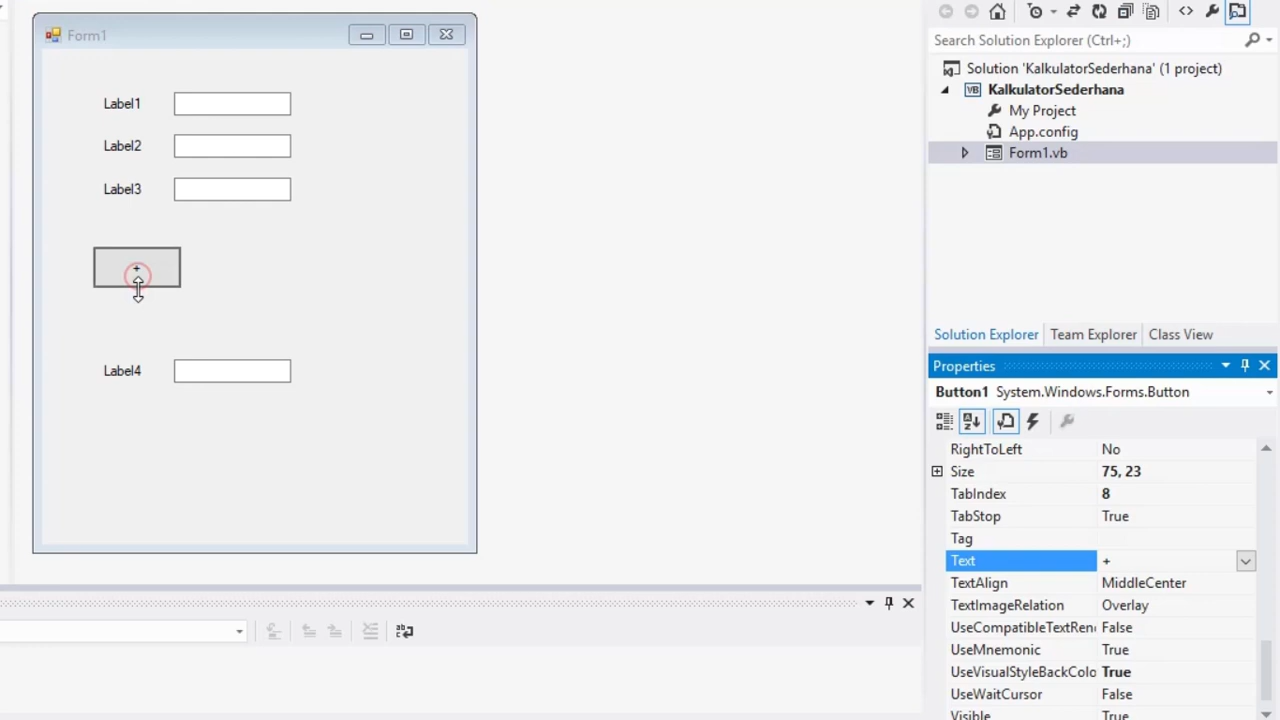 Form1
Label1
Label2
Label3
+
Label4
Search Solution Explorer (Ctrl+;)
Solution 'KalkulatorSederhana' (1 project)
VB KalkulatorSederhana
My Project
App.config
Form1.vb
Solution Explorer Team Explorer Class View
Properties
Button1 System.Windows.Forms.Button
RightToLeft No
Size 75, 23
TabIndex 8
TabStop True
Tag
Text +
TextAlign MiddleCenter
TextImageRelation Overlay
UseCompatibleTextRen False
UseMnemonic True
UseVisualStyleBackColo True
UseWaitCursor False
Visible True